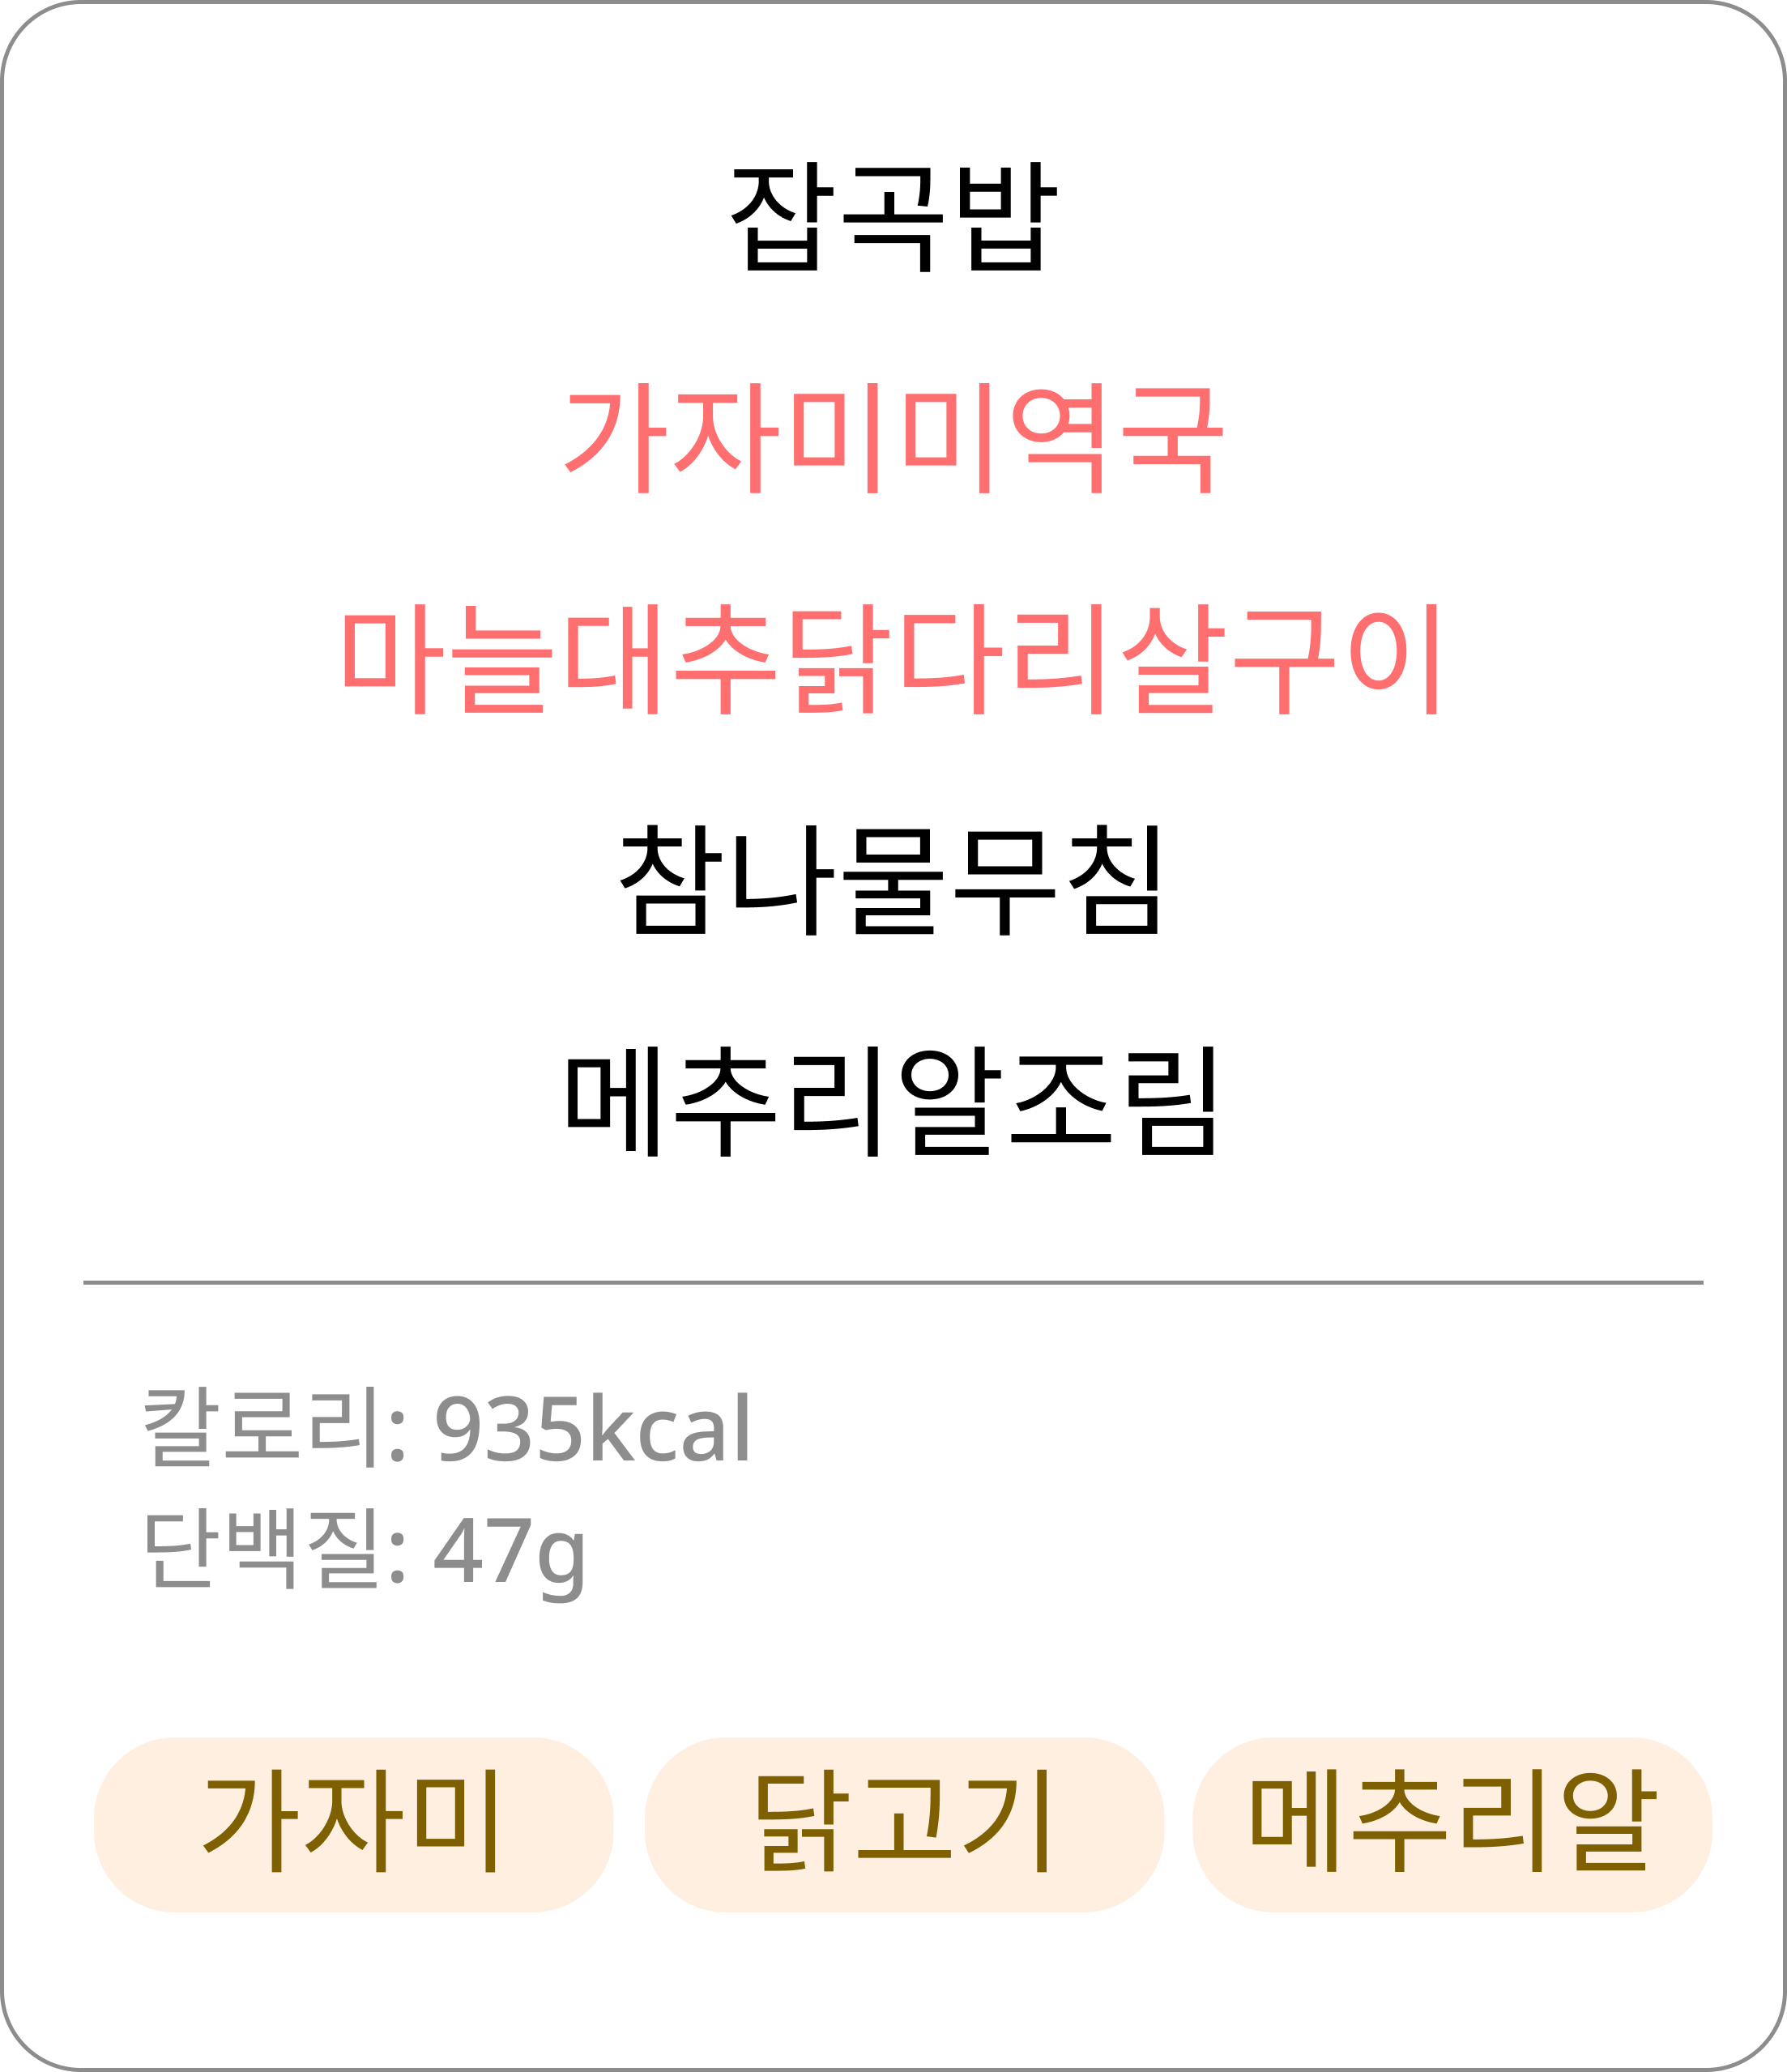 잡곡밥
가자미미역국
마늘대추닭다리살구이
참나물무침
메추리알조림
칼로리: 935kcal
단백질: 47g
가자미 닭고기 메추리알